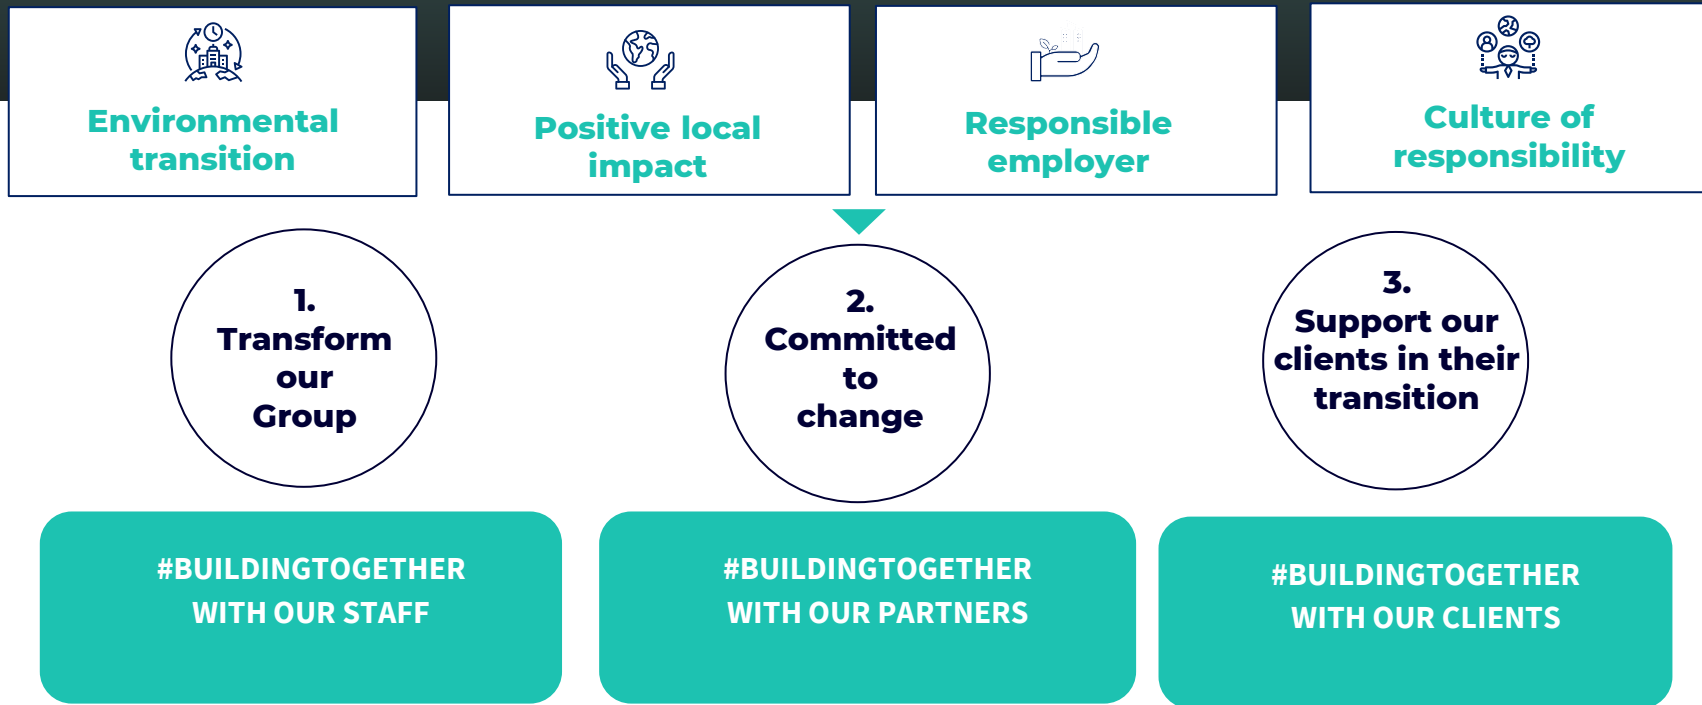 Environmental
transition
Positive local
impact
Responsible
employer
Culture of
responsibility
1.
Transform
our
Group
2.
Committed
to
change
3.
Support our
clients in their
transition
#BUILDINGTOGETHER
WITH OUR STAFF
#BUILDINGTOGETHER
WITH OUR PARTNERS
#BUILDINGTOGETHER
WITH OUR CLIENTS